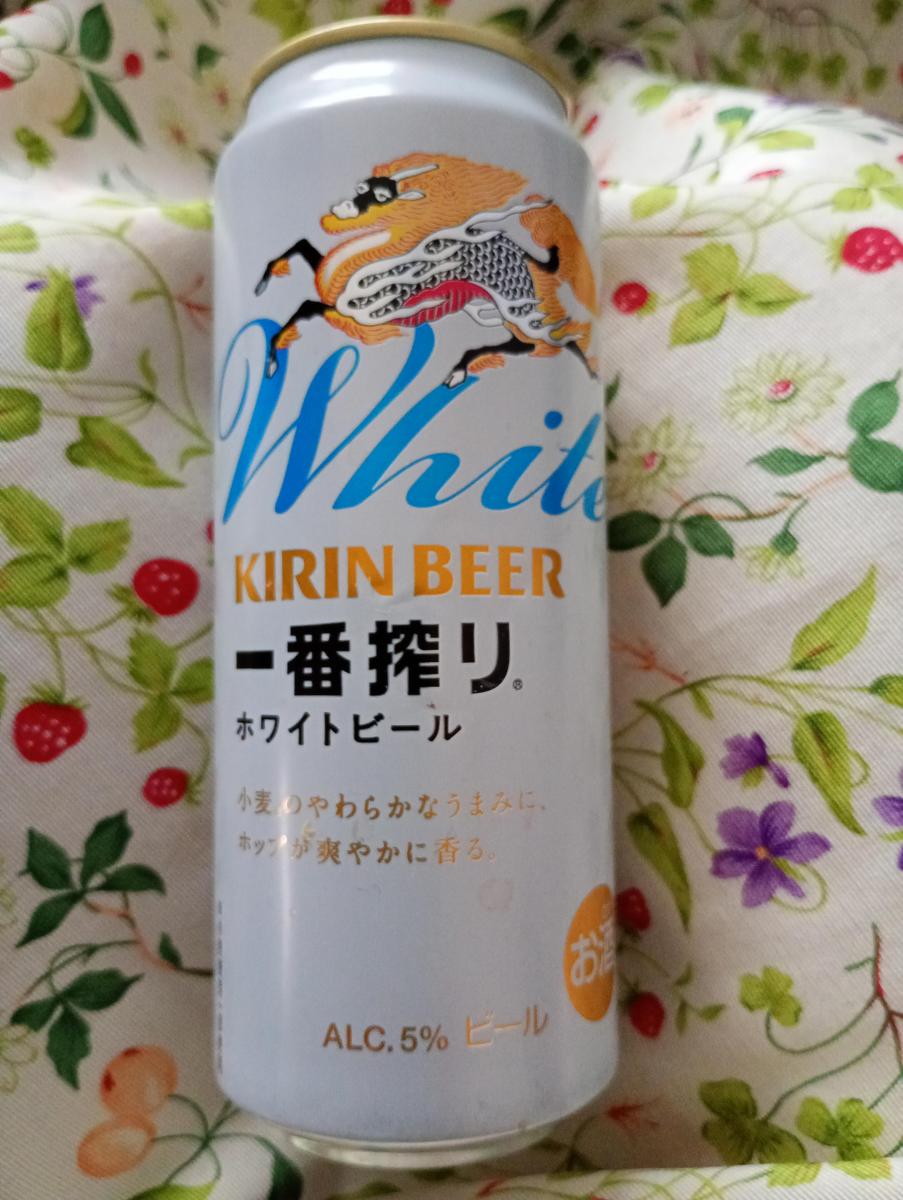 White
KIRIN BEER
一番搾り®
ホワイトビール
小麦のやわらかなうまみに、
ホップが爽やかに香る。
お酒
ALC.5% ビール